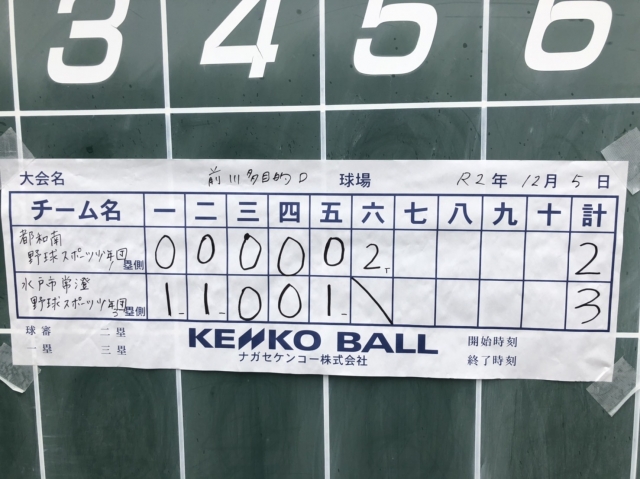 3 4 5 6
大会名 前川多目的D 球場 R2年 12月 5日
チーム名 一 二 三 四 五 六 七 八 九 十 計
都和南
野球スポーツ少年団 塁側 0 0 0 0 0 2 2
水戸市常澄
野球スポーツ少年団 塁側 1 1 0 0 1 3
球審 二塁 KENKO BALL 開始時刻
一塁 三塁 ナガセケンコー株式会社 終了時刻